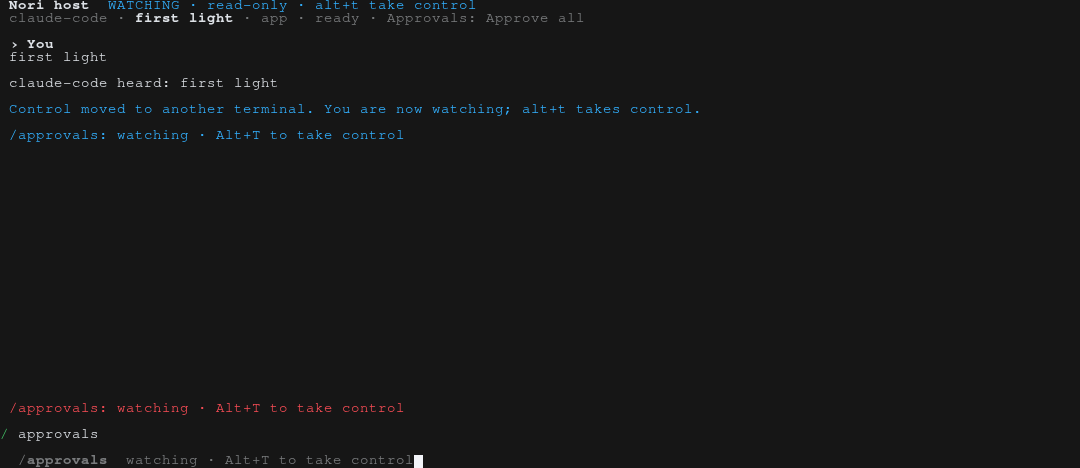 Nori host  WATCHING · read-only · alt+t take control
claude-code · first light · app · ready · Approvals: Approve all
› You
first light
claude-code heard: first light
Control moved to another terminal. You are now watching; alt+t takes control.
/approvals: watching · Alt+T to take control
/approvals: watching · Alt+T to take control
/ approvals
/approvals  watching · Alt+T to take control